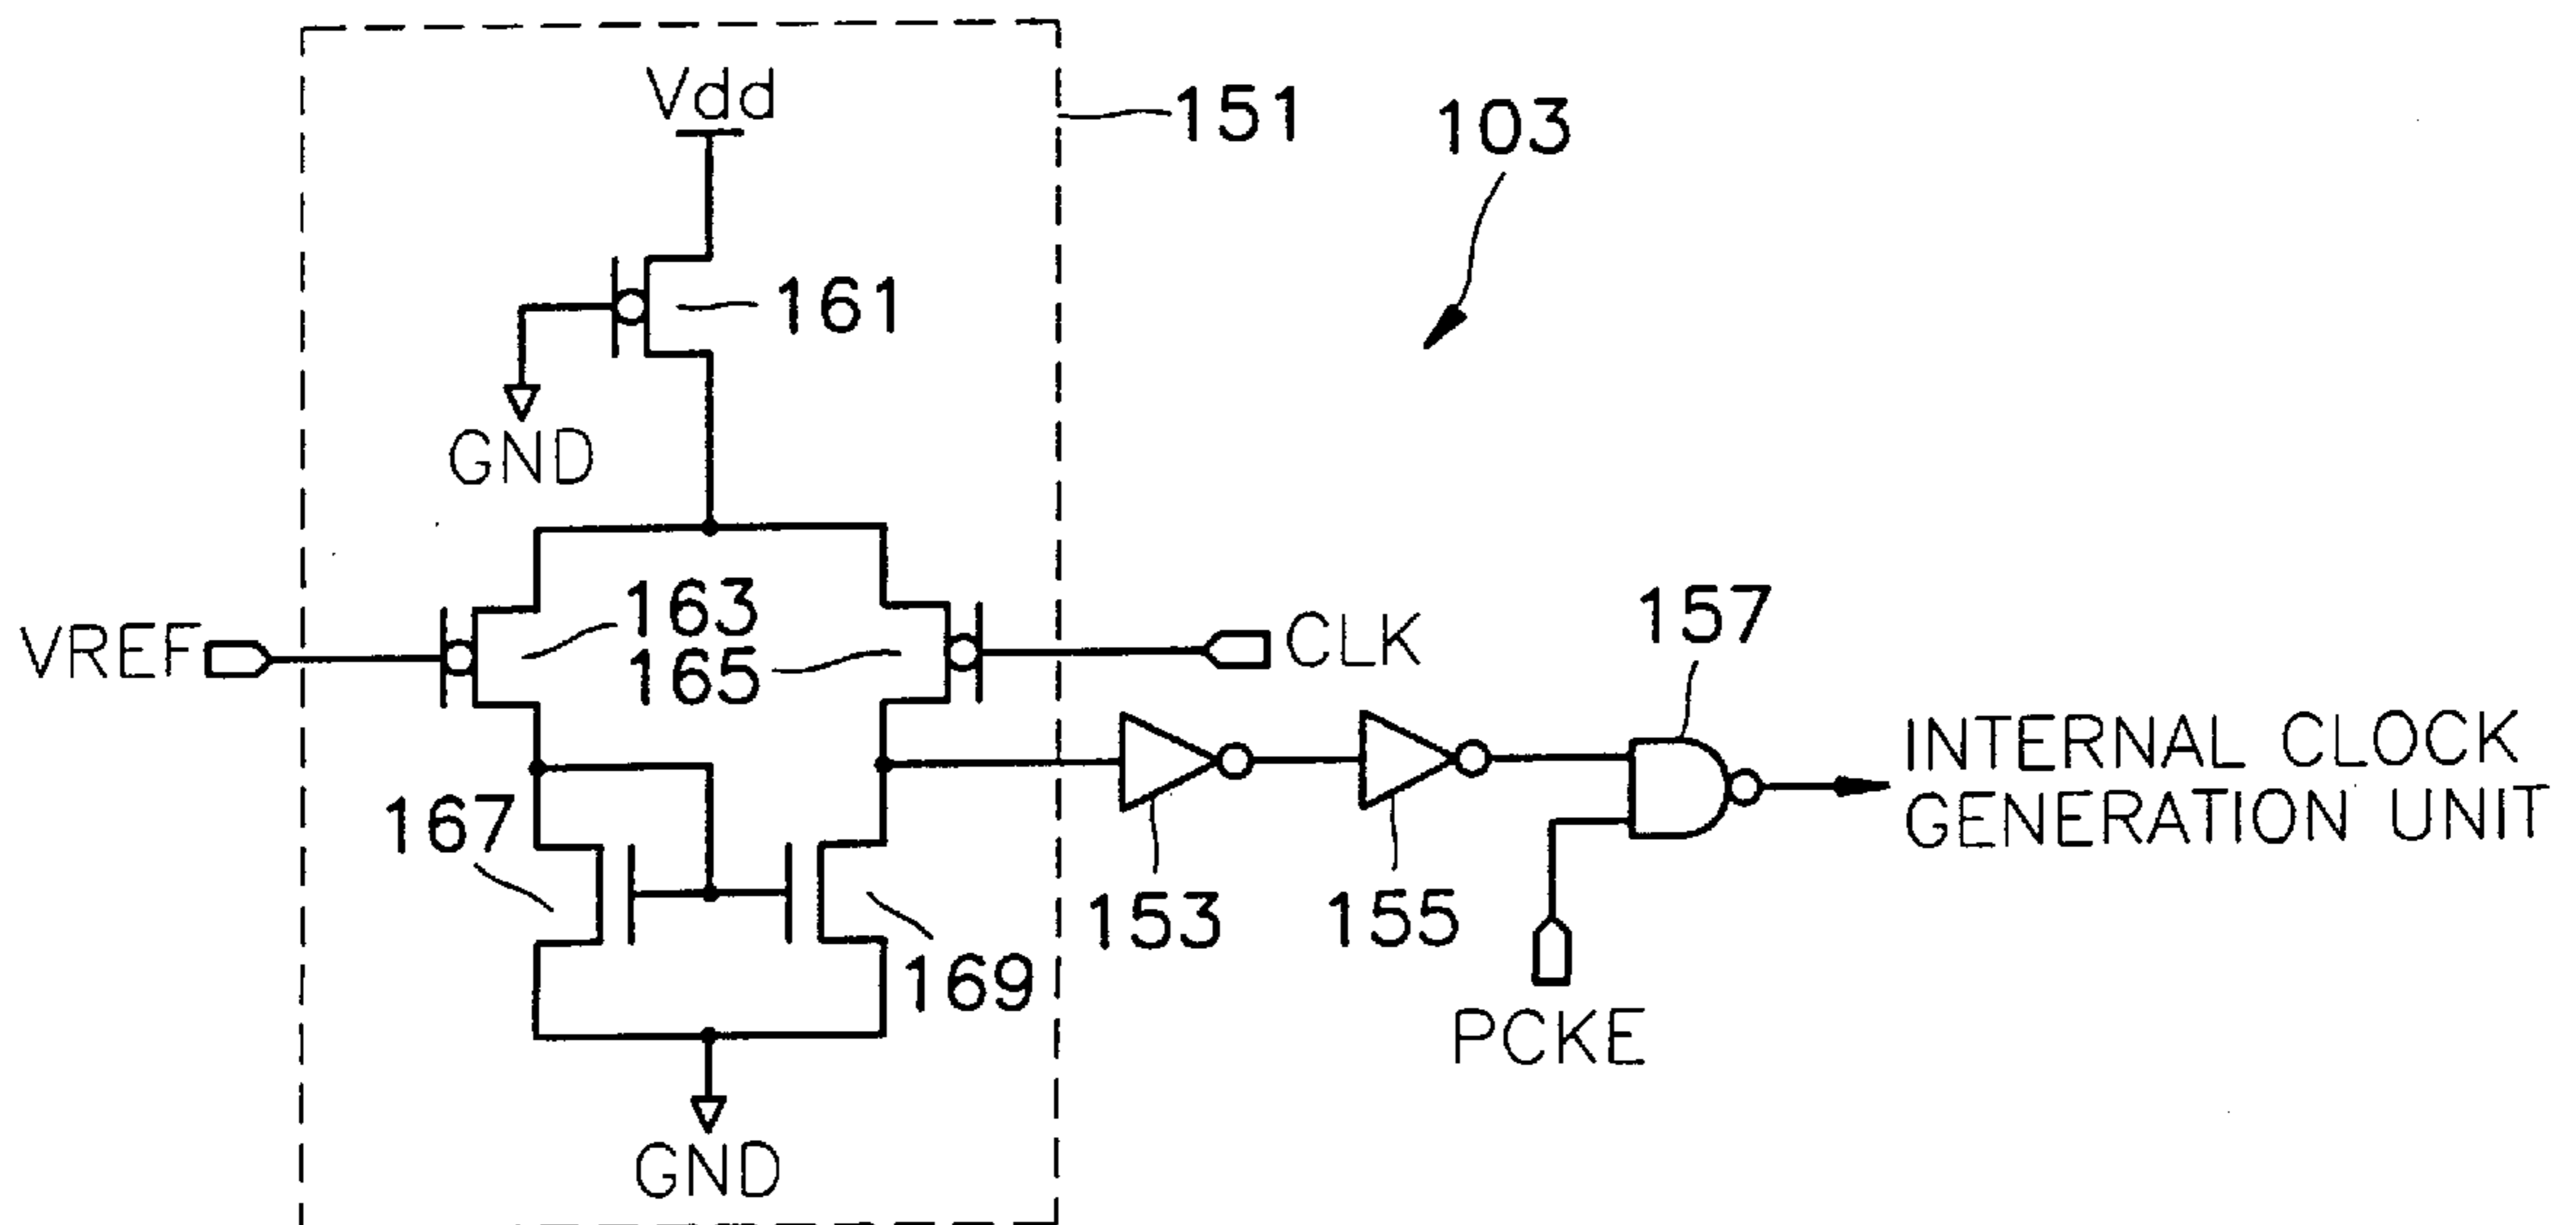 Vdd
151
103
161
GND
163
VREF
165
CLK
157
INTERNAL CLOCK
GENERATION UNIT
167
153
155
169
PCKE
GND